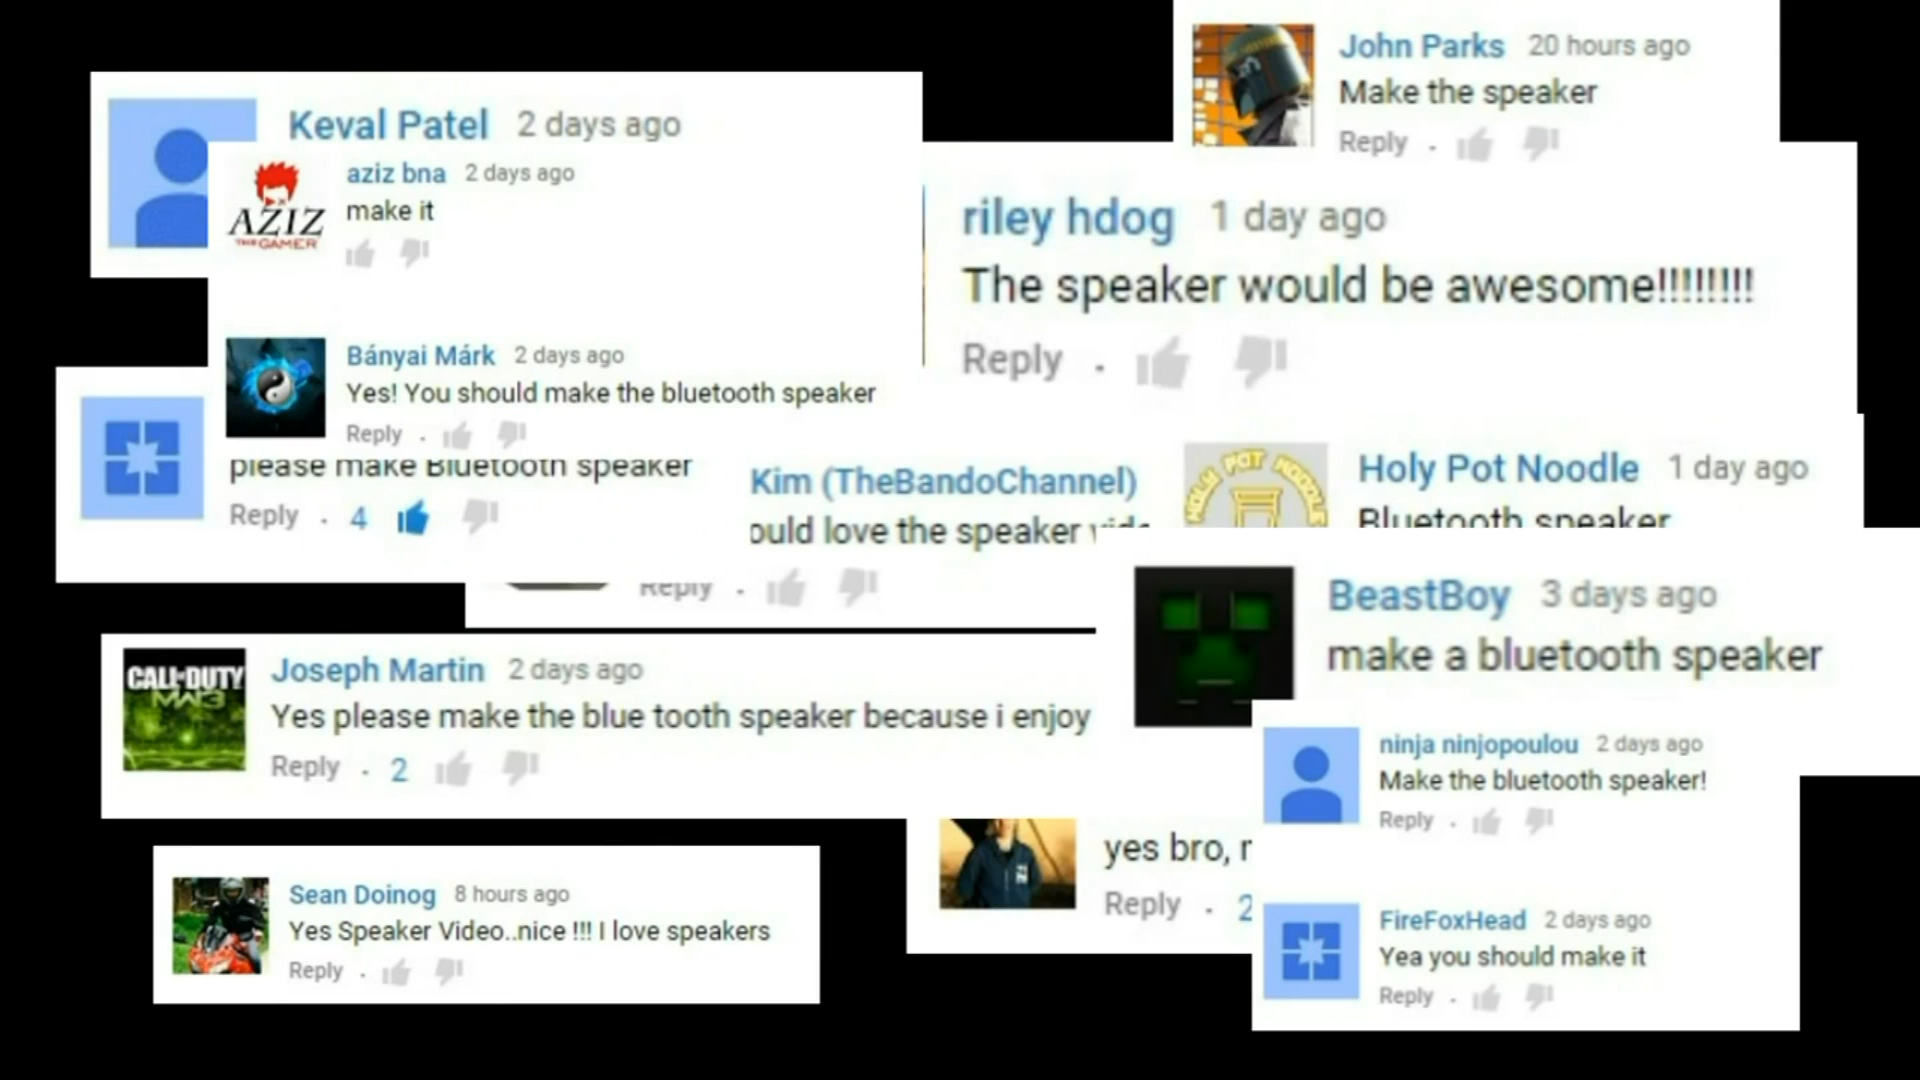 John Parks 20 hours ago
Make the speaker
Reply .
Keval Patel 2 days ago
aziz bna 2 days ago
make it
AZIZ
THE GAMER
riley hdog 1 day ago
The speaker would be awesome!!!!!!!!
Reply .
Bányai Márk 2 days ago
Yes! You should make the bluetooth speaker
Reply .
please make Bluetooth speaker
Reply . 4
Kim (TheBandoChannel)
ould love the speaker
Reply .
HOLY POT NOODLE
Holy Pot Noodle 1 day ago
Bluetooth speaker
BeastBoy 3 days ago
make a bluetooth speaker
CALL OF DUTY
MW3
Joseph Martin 2 days ago
Yes please make the blue tooth speaker because i enjoy
Reply . 2
ninja ninjopoulou 2 days ago
Make the bluetooth speaker!
Reply .
yes bro,
Reply . 2
Sean Doinog 8 hours ago
Yes Speaker Video..nice !!! I love speakers
Reply .
FireFoxHead 2 days ago
Yea you should make it
Reply .